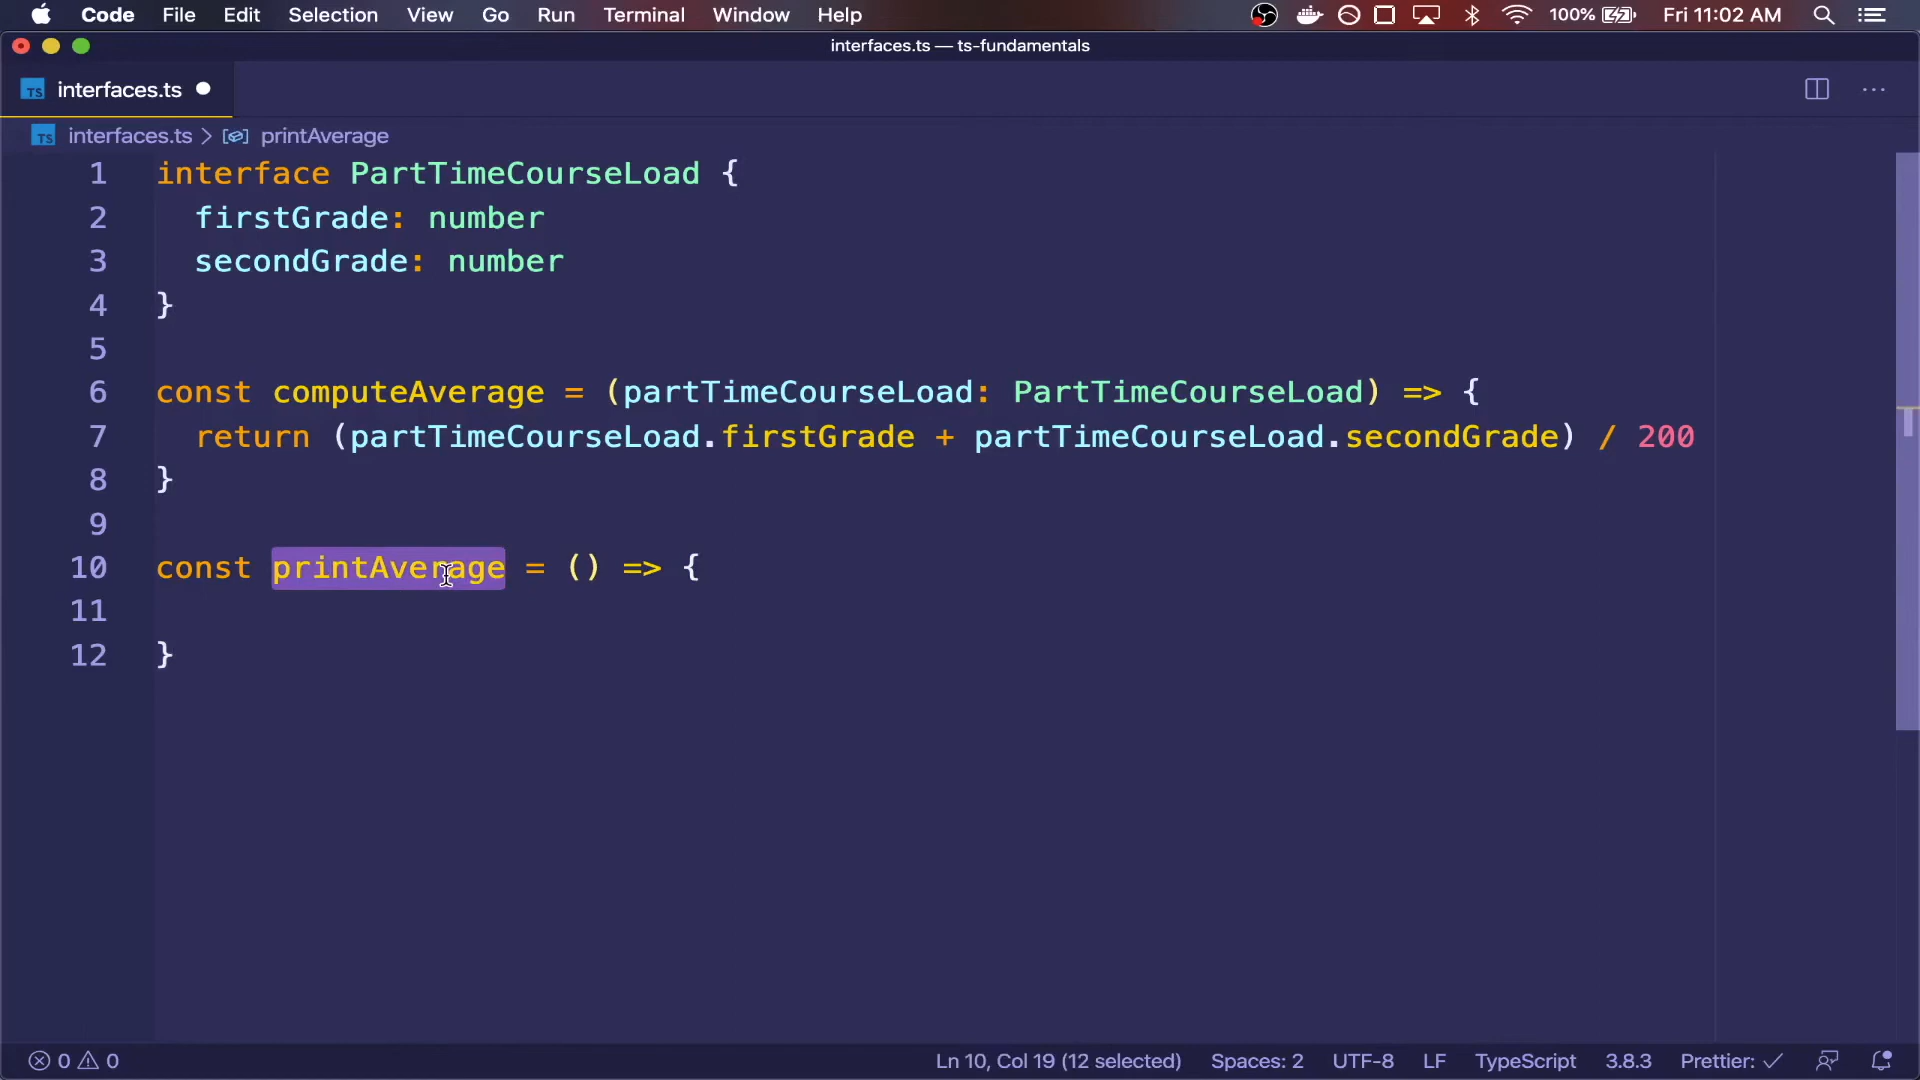 Code File Edit Selection View Go Run Terminal Window Help 100% Fri 11:02 AM
interfaces.ts — ts-fundamentals
TS interfaces.ts
TS interfaces.ts > printAverage
1 interface PartTimeCourseLoad {
2   firstGrade: number
3   secondGrade: number
4 }
5
6 const computeAverage = (partTimeCourseLoad: PartTimeCourseLoad) => {
7   return (partTimeCourseLoad.firstGrade + partTimeCourseLoad.secondGrade) / 200
8 }
9
10 const printAverage = () => {
11
12 }
0 0 Ln 10, Col 19 (12 selected) Spaces: 2 UTF-8 LF TypeScript 3.8.3 Prettier: ✓